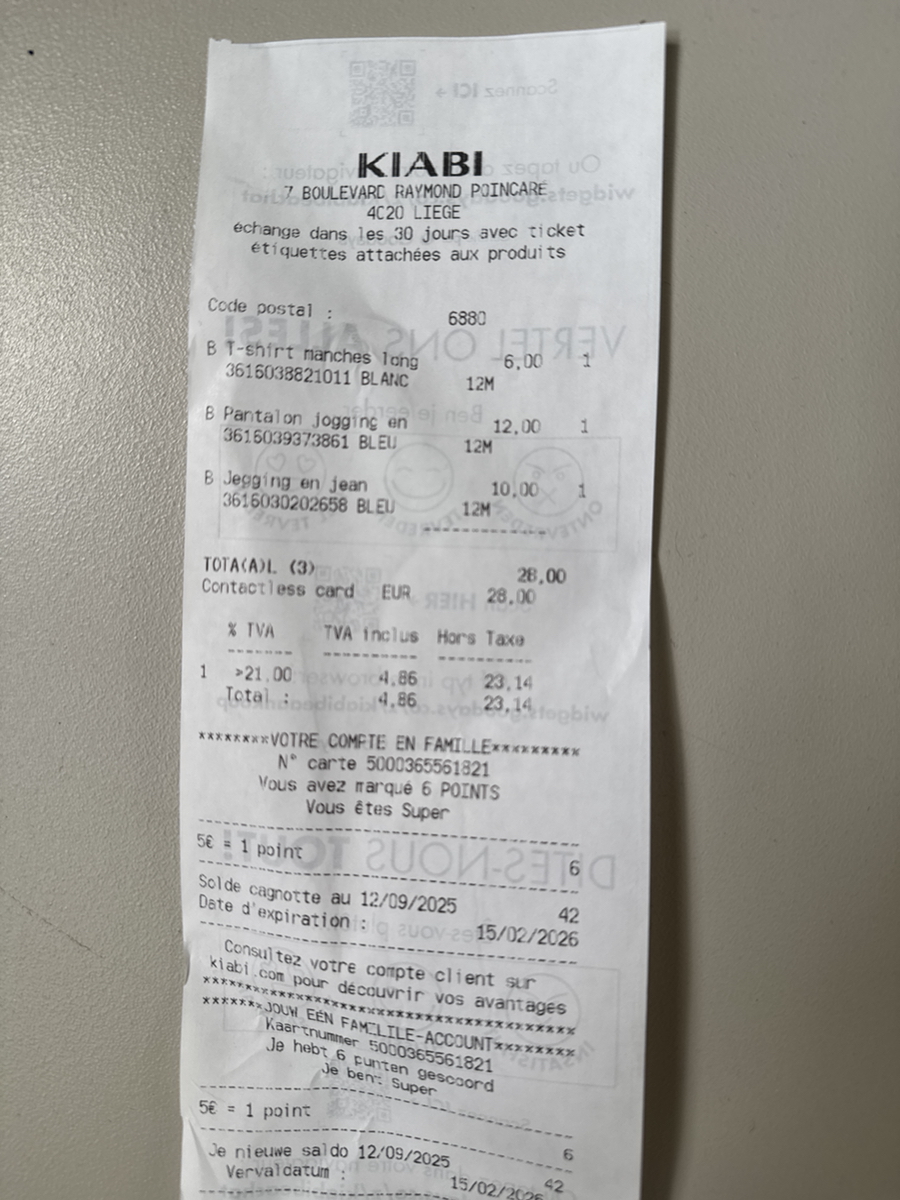 KIABI
7 BOULEVARD RAYMOND POINCARÉ
4020 LIEGE
échange dans les 30 jours avec ticket
étiquettes attachées aux produits
Code postal : 6880
B T-shirt manches long 6,00 1
3616038821011 BLANC 12M
B Pantalon jogging en 12,00 1
3616039373861 BLEU 12M
B Jegging en jean 10,00 1
3616030202658 BLEU 12M
------------
TOTA(A)L (3) 28,00
Contactless card EUR 28,00
% TVA TVA inclus Hors Taxe
------- ---------- ----------
1 >21.00 4,86 23,14
Total : 4,86 23,14
********VOTRE COMPTE EN FAMILLE*********
N° carte 5000365561821
Vous avez marqué 6 POINTS
Vous êtes Super
----------------------------------------
5€ = 1 point 6
----------------------------------------
Solde cagnotte au 12/09/2025 42
Date d'expiration : 15/02/2026
----------------------------------------
Consultez votre compte client sur
kiabi.com pour découvrir vos avantages
****************************************
*******JOUW EEN FAMILILE-ACCOUNT********
Kaartnummer 5000365561821
Je hebt 6 punten gescoord
Je bent Super
----------------------------------------
5€ = 1 point 6
----------------------------------------
Je nieuwe saldo 12/09/2025 42
Vervaldatum : 15/02/2026